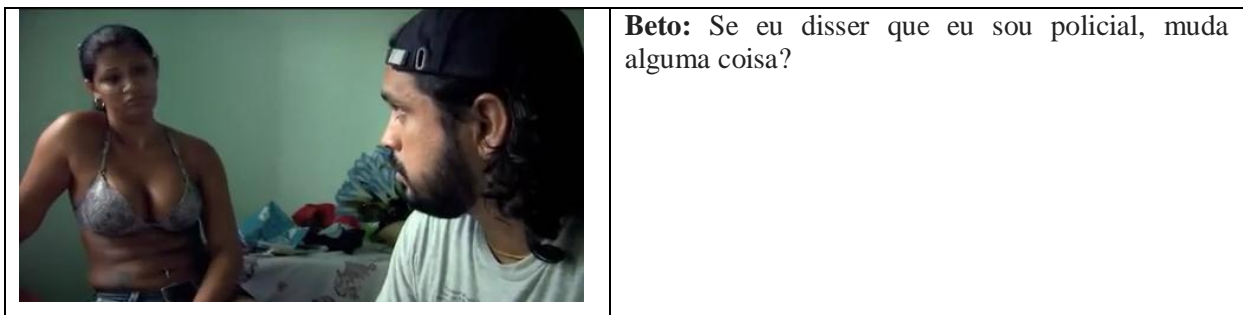 Beto: Se eu disser que eu sou policial, muda
alguma coisa?